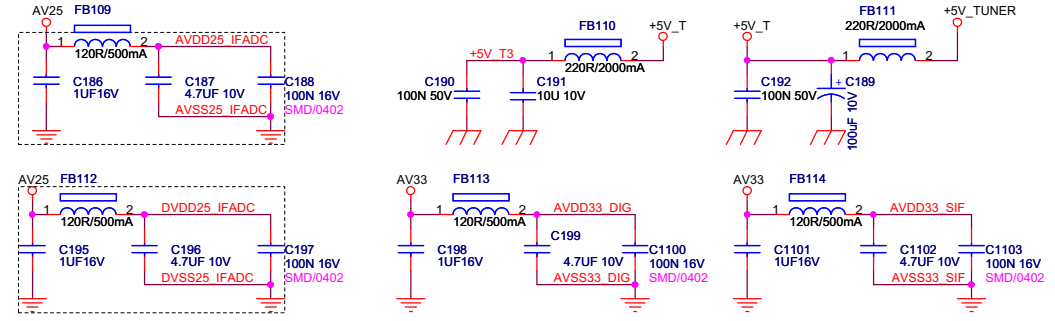 AV25
FB109
1
2
120R/500mA
AVDD25_IFADC
C186
1UF16V
C187
4.7UF 10V
C188
100N 16V
SMD/0402
AVSS25_IFADC
FB110
+5V_T
+5V_T3
1
2
220R/2000mA
C190
100N 50V
C191
10U 10V
FB111
220R/2000mA
+5V_TUNER
+5V_T
1
2
C192
100N 50V
+
C189
100uF 10V
AV25
FB112
1
2
120R/500mA
DVDD25_IFADC
C195
1UF16V
C196
4.7UF 10V
C197
100N 16V
SMD/0402
DVSS25_IFADC
AV33
FB113
1
2
120R/500mA
AVDD33_DIG
C198
1UF16V
C199
4.7UF 10V
C1100
100N 16V
SMD/0402
AVSS33_DIG
AV33
FB114
1
2
120R/500mA
AVDD33_SIF
C1101
1UF16V
C1102
4.7UF 10V
C1103
100N 16V
SMD/0402
AVSS33_SIF